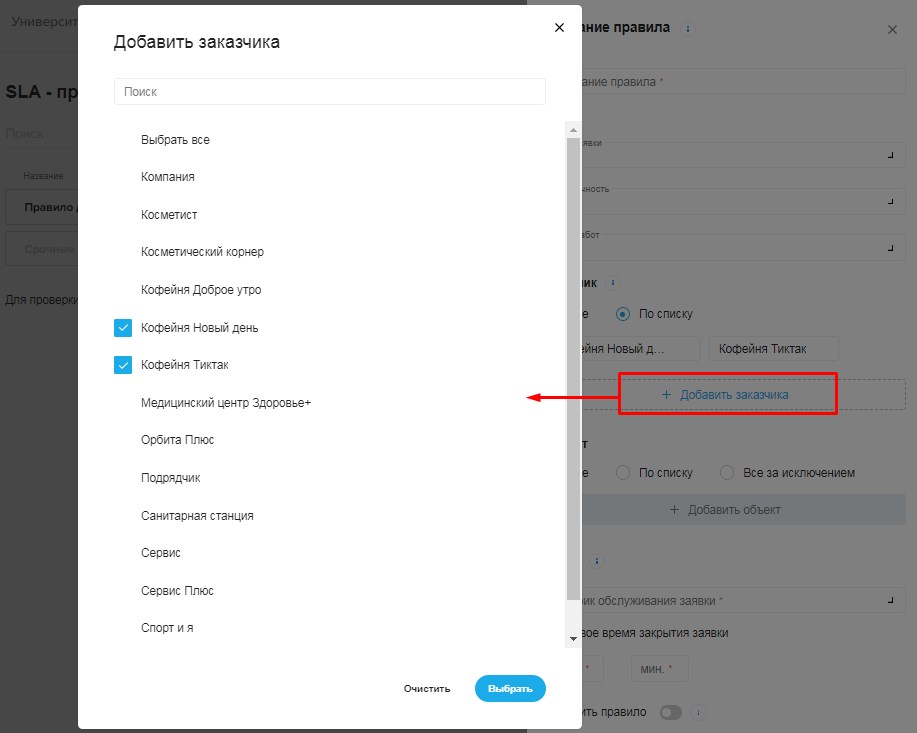 Университ
SLA - пр
Поиск
Название
Правило д
Срочные
Для проверки
Добавить заказчика
Поиск
Выбрать все
Компания
Косметист
Косметический корнер
Кофейня Доброе утро
Кофейня Новый день
Кофейня Тиктак
Медицинский центр Здоровье+
Орбита Плюс
Подрядчик
Санитарная станция
Сервис
Сервис Плюс
Спорт и я
Очистить
Выбрать
ание правила
ание правила *
явки
ность
абот
ик
е
По списку
ейня Новый д...
Кофейня Тиктак
+ Добавить заказчика
т
е
По списку
Все за исключением
+ Добавить объект
ик обслуживания заявки *
вое время закрытия заявки
*
мин. *
ить правило